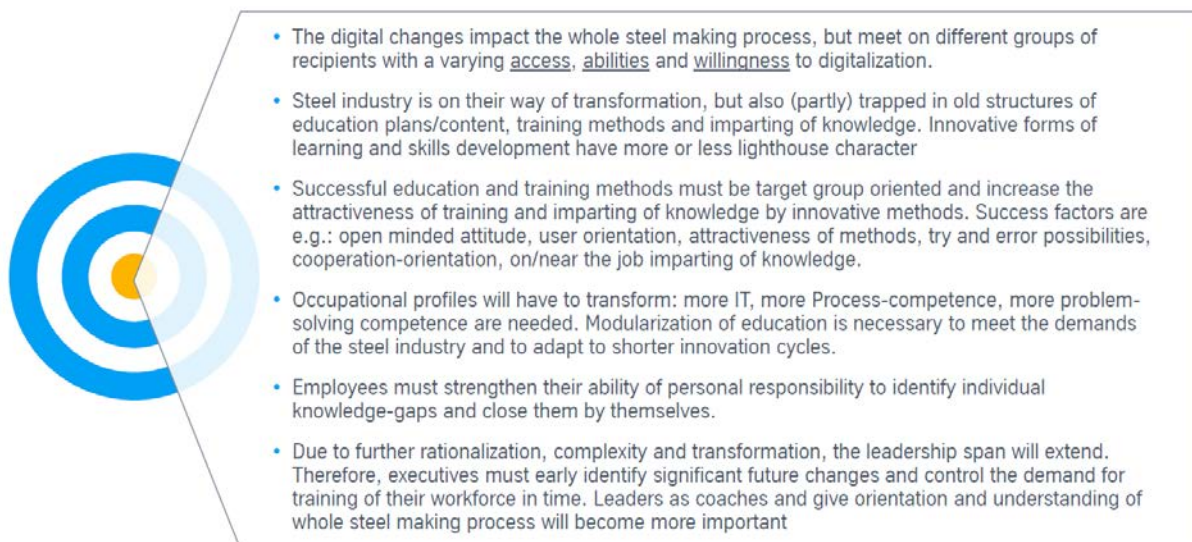 • The digital changes impact the whole steel making process, but meet on different groups of
recipients with a varying access, abilities and willingness to digitalization.
• Steel industry is on their way of transformation, but also (partly) trapped in old structures of
education plans/content, training methods and imparting of knowledge. Innovative forms of
learning and skills development have more or less lighthouse character
• Successful education and training methods must be target group oriented and increase the
attractiveness of training and imparting of knowledge by innovative methods. Success factors are
e.g.: open minded attitude, user orientation, attractiveness of methods, try and error possibilities,
cooperation-orientation, on/near the job imparting of knowledge.
• Occupational profiles will have to transform: more IT, more Process-competence, more problem-
solving competence are needed. Modularization of education is necessary to meet the demands
of the steel industry and to adapt to shorter innovation cycles.
• Employees must strengthen their ability of personal responsibility to identify individual
knowledge-gaps and close them by themselves.
• Due to further rationalization, complexity and transformation, the leadership span will extend.
Therefore, executives must early identify significant future changes and control the demand for
training of their workforce in time. Leaders as coaches and give orientation and understanding of
whole steel making process will become more important